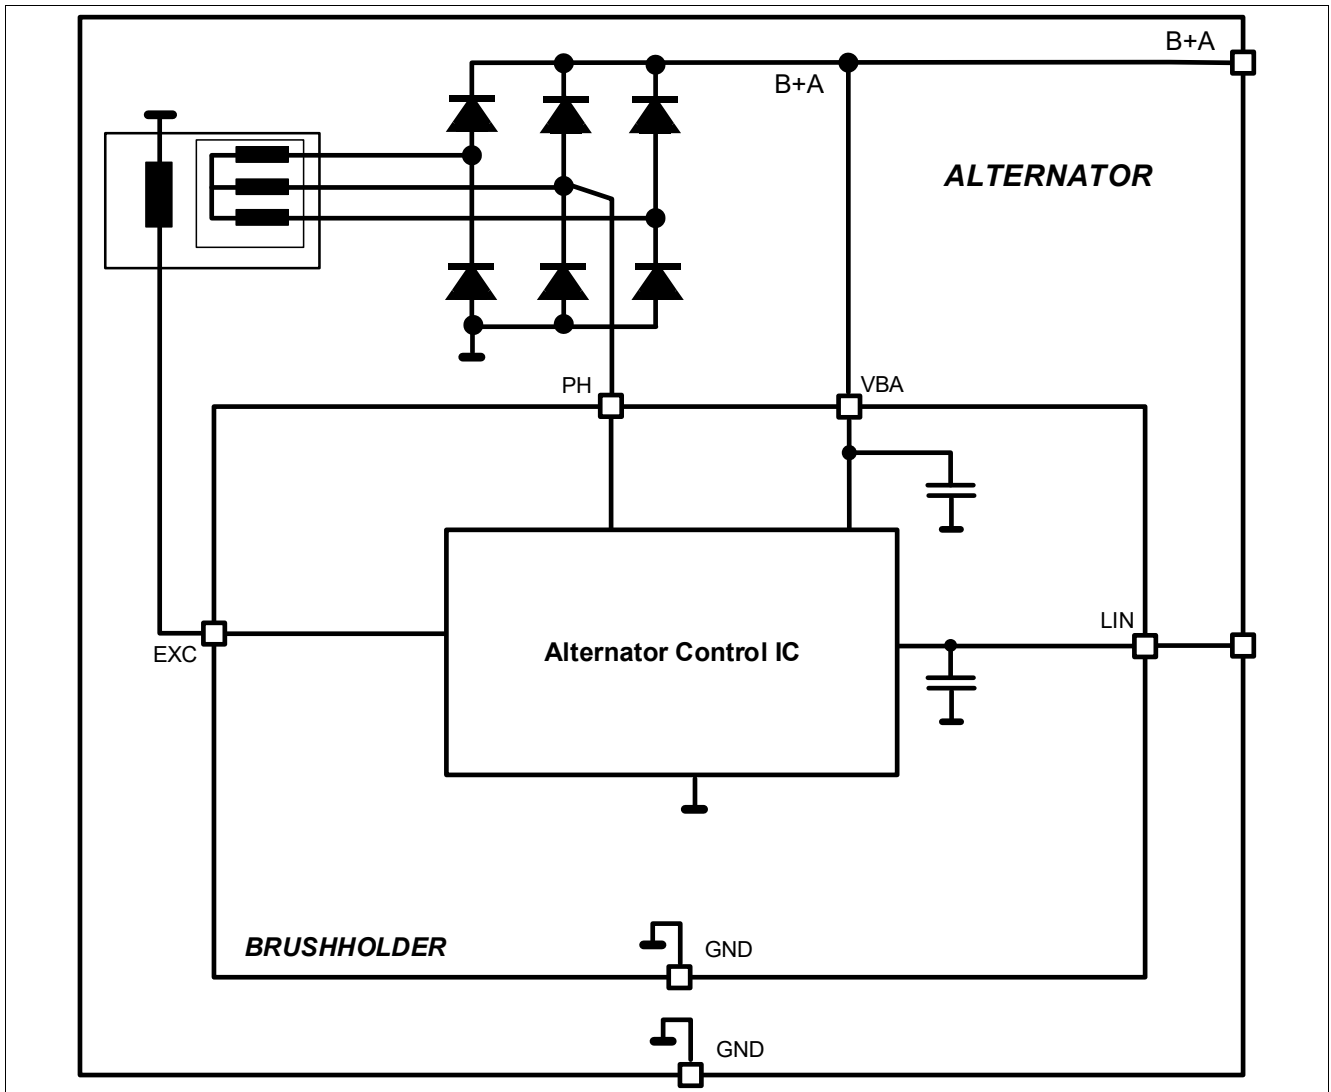 B+A
B+A
ALTERNATOR
PH
VBA
LIN
EXC
Alternator Control IC
BRUSHHOLDER
GND
GND